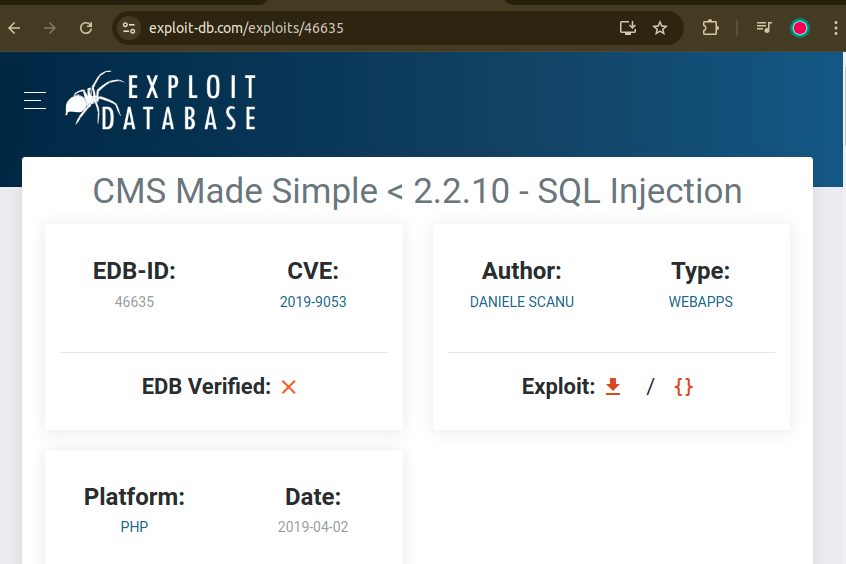 exploit-db.com/exploits/46635
EXPLOIT
DATABASE
CMS Made Simple < 2.2.10 - SQL Injection
EDB-ID:
46635
CVE:
2019-9053
EDB Verified:
Author:
DANIELE SCANU
Type:
WEBAPPS
Exploit: / {}
Platform:
PHP
Date:
2019-04-02